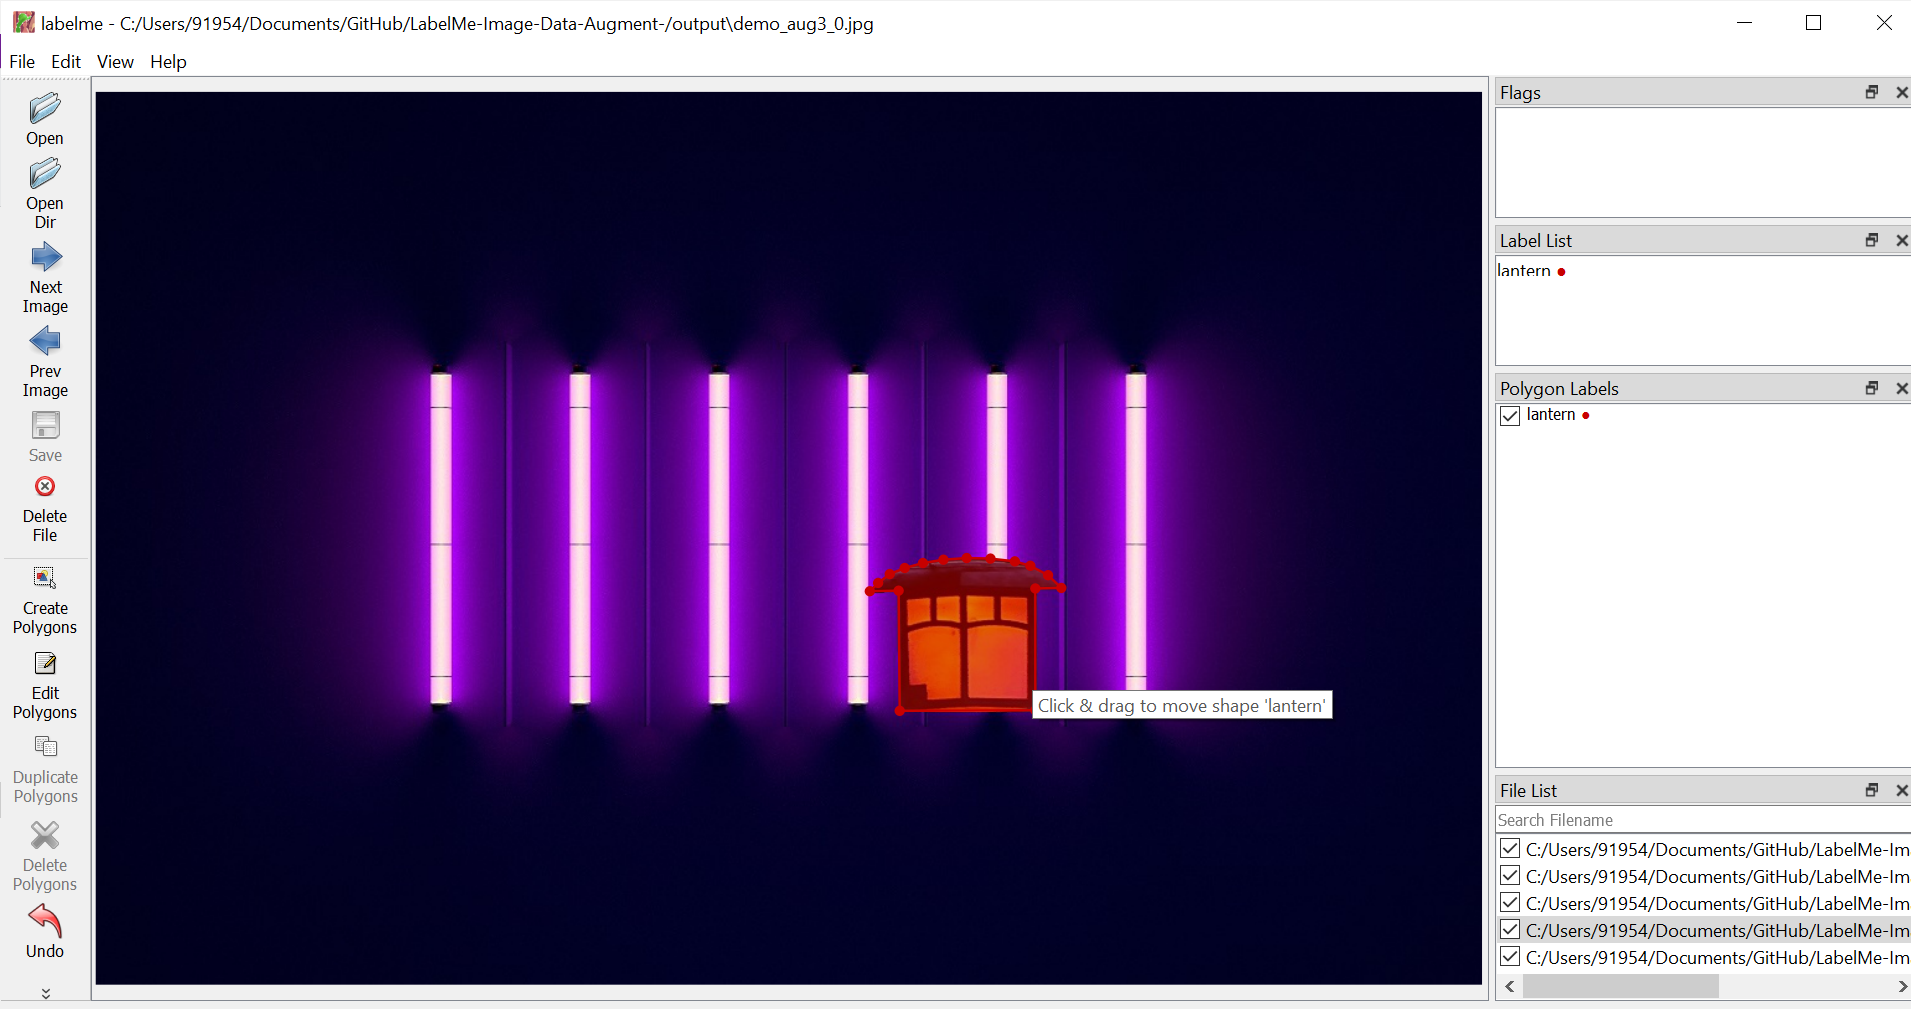 labelme - C:/Users/91954/Documents/GitHub/LabelMe-Image-Data-Augment-/output\demo_aug3_0.jpg
File Edit View Help
Open
Open
Dir
Next
Image
Prev
Image
Save
Delete
File
Create
Polygons
Edit
Polygons
Duplicate
Polygons
Delete
Polygons
Undo
Click & drag to move shape 'lantern'
Flags
Label List
lantern
Polygon Labels
lantern
File List
Search Filename
C:/Users/91954/Documents/GitHub/LabelMe-Im
C:/Users/91954/Documents/GitHub/LabelMe-Im
C:/Users/91954/Documents/GitHub/LabelMe-Im
C:/Users/91954/Documents/GitHub/LabelMe-Im
C:/Users/91954/Documents/GitHub/LabelMe-Im